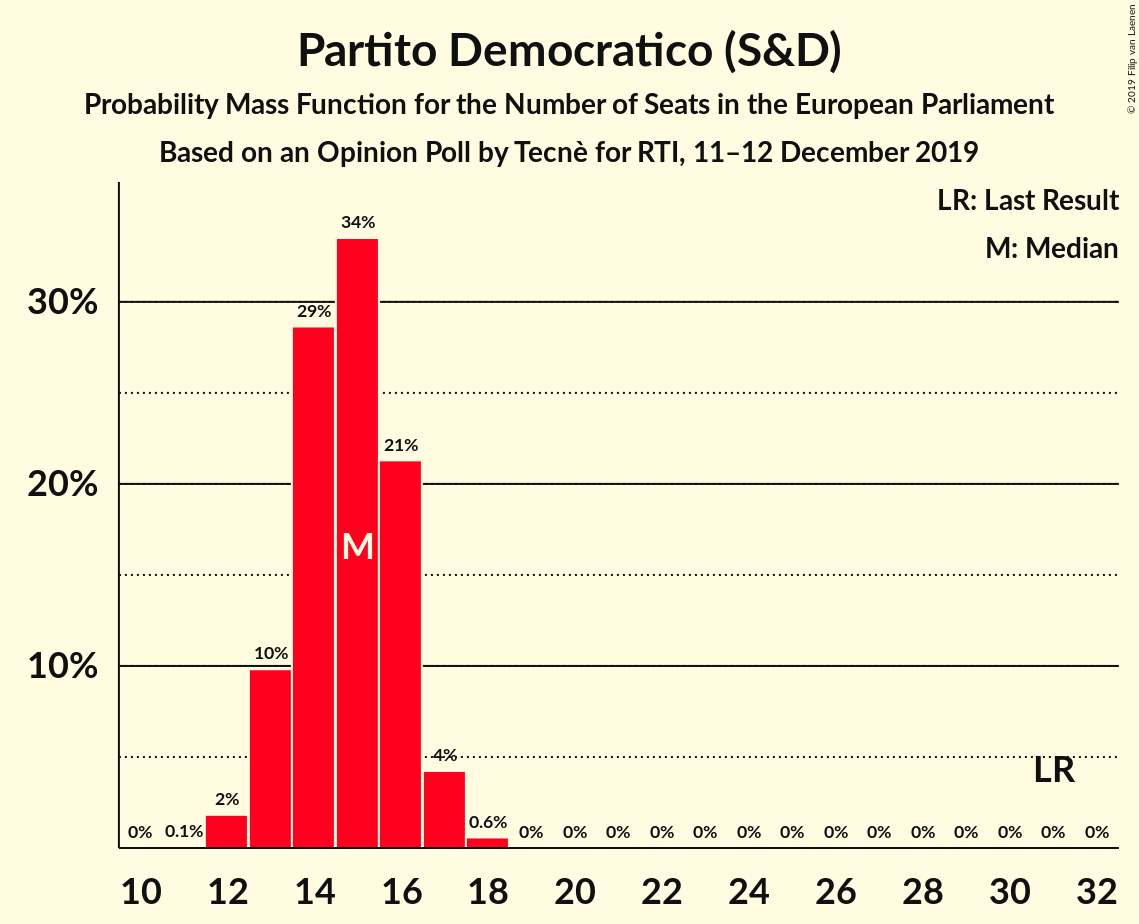 Partito Democratico (S&D)
Probability Mass Function for the Number of Seats in the European Parliament
Based on an Opinion Poll by Tecnè for RTI, 11–12 December 2019
© 2019 Filip van Laenen
LR: Last Result
M: Median
34%
30%
29%
21%
20%
M
10%
10%
4%
LR
2%
0.6%
0% 0.1% 0% 0% 0% 0% 0% 0% 0% 0% 0% 0% 0% 0% 0% 0%
10 12 14 16 18 20 22 24 26 28 30 32